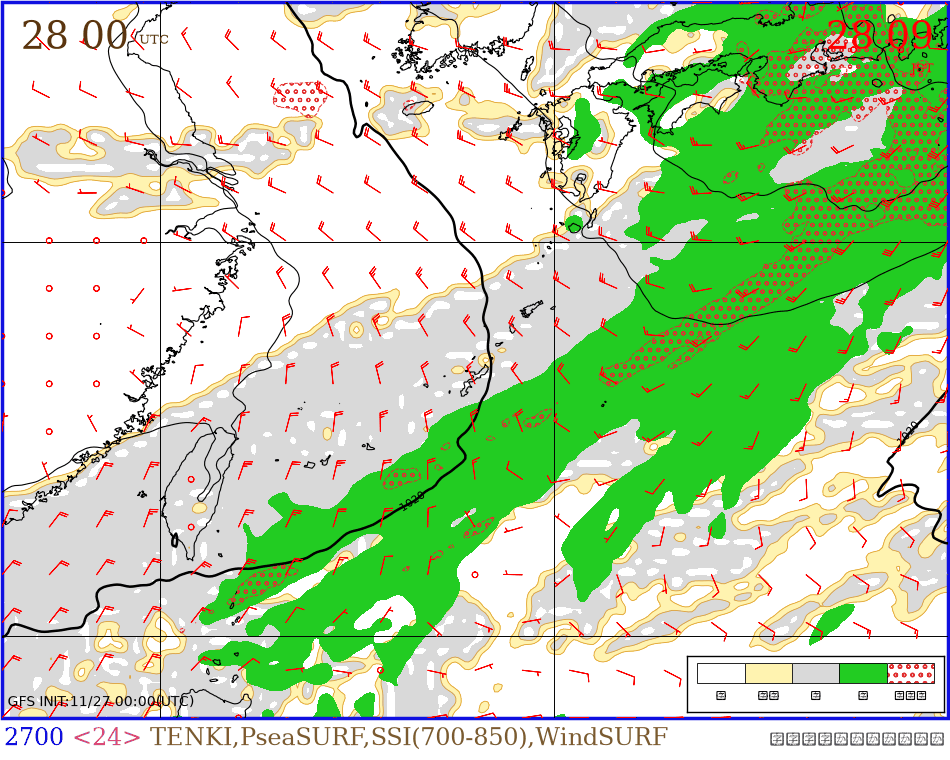 28 00 (UTC
28 09
1020
1020
1020
GFS INIT:11/27 00:00(UTC)
2700 <24> TENKI,PseaSURF,SSI(700-850),WindSURF